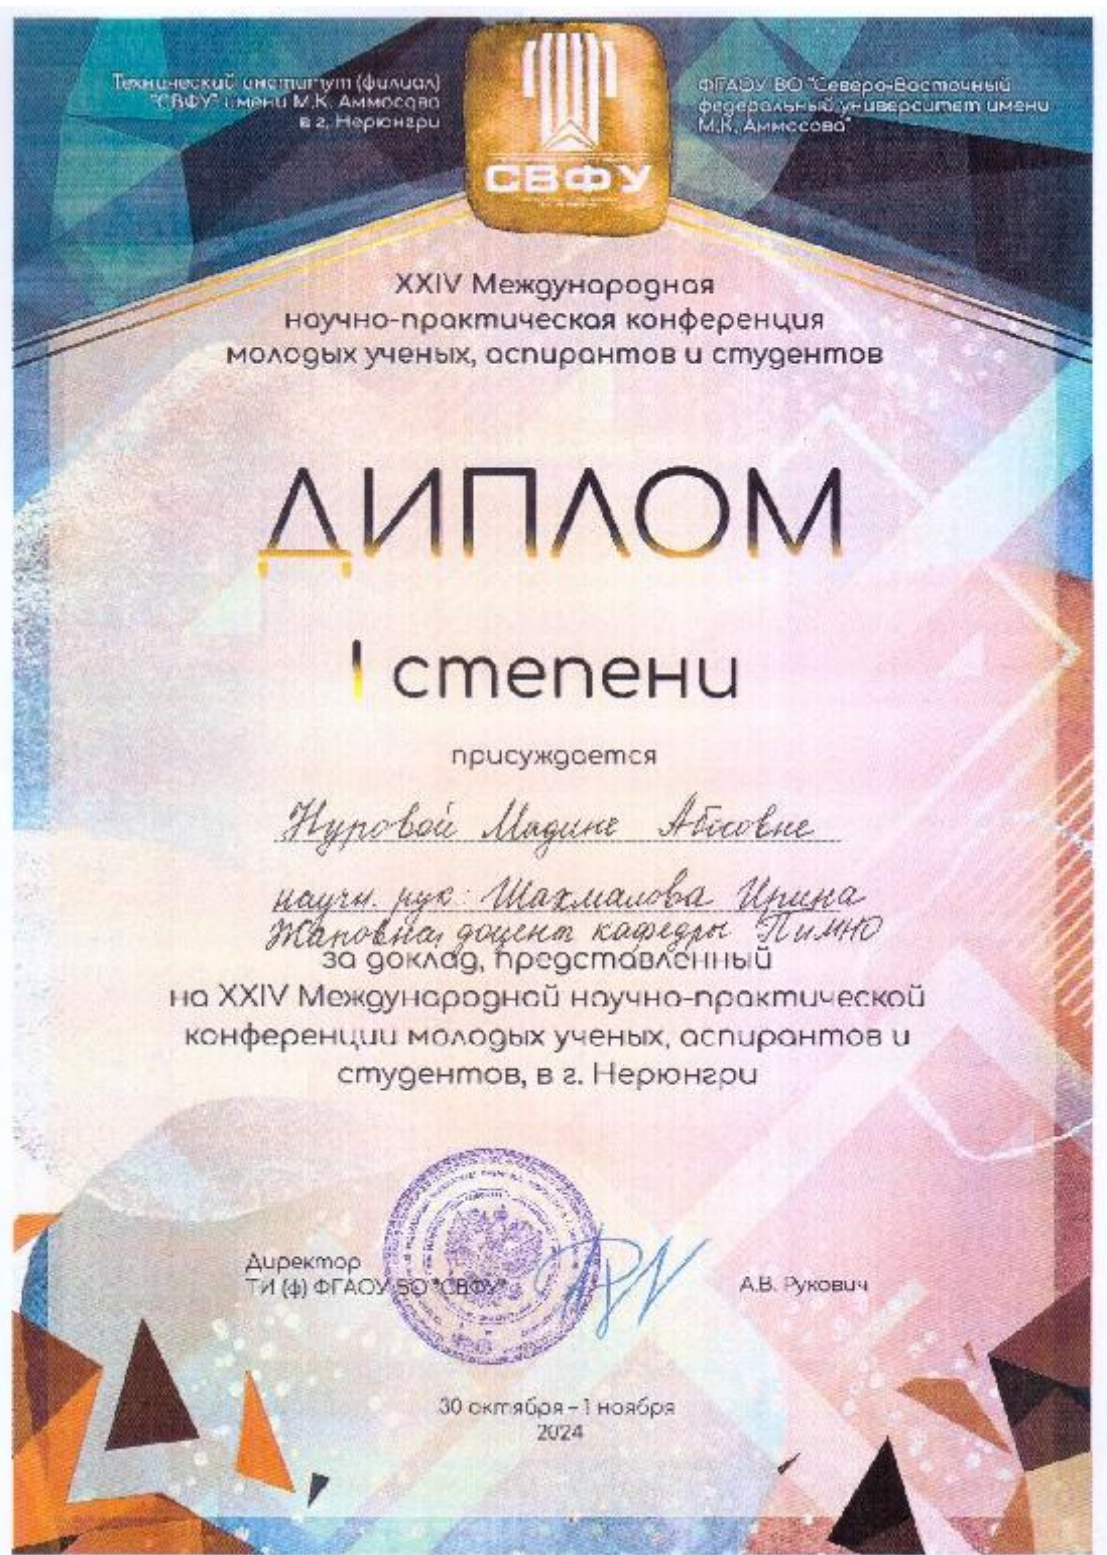 Технический институт (филиал)
"СВФУ" имени М.К. Аммосова
в г. Нерюнгри
ФГАОУ ВО "Северо-Восточный
федеральный университет имени
М.К. Аммосова"
СВФУ
XXIV Международная
научно-практическая конференция
молодых ученых, аспирантов и студентов
ДИПЛОМ
I степени
присуждается
Нуровой Мадине
научн. рук: Шахмалова Ирина
Жаповна, доцент кафедры ПиМНО
за доклад, представленный
на XXIV Международной научно-практической
конференции молодых ученых, аспирантов и
студентов, в г. Нерюнгри
Директор
ТИ (ф) ФГАОУ ВО "СВФУ"
А.В. Рукович
30 октября – 1 ноября
2024